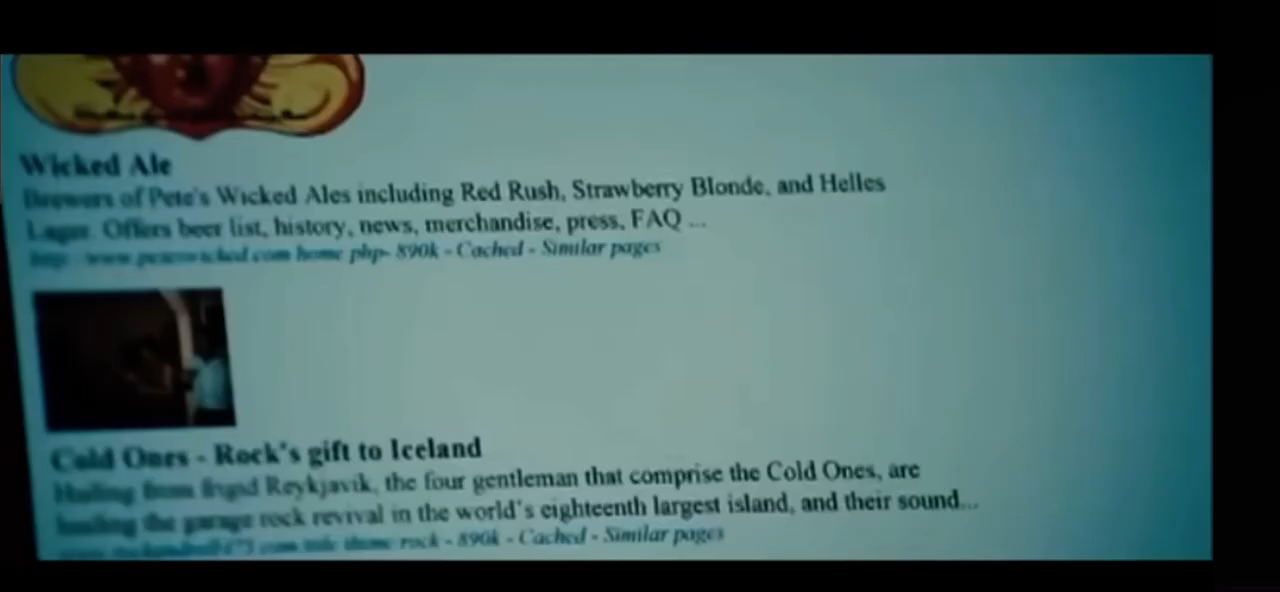 Wicked Ale
Brewers of Pete's Wicked Ales including Red Rush, Strawberry Blonde, and Helles
Lager. Offers beer list, history, news, merchandise, press, FAQ ...
php- 890k - Cached - Similar pages
Cold Ones - Rock's gift to Iceland
Hailing from frigid Reykjavik, the four gentleman that comprise the Cold Ones, are
leading the garage rock revival in the world's eighteenth largest island, and their sound...
rock - 890k - Cached - Similar pages